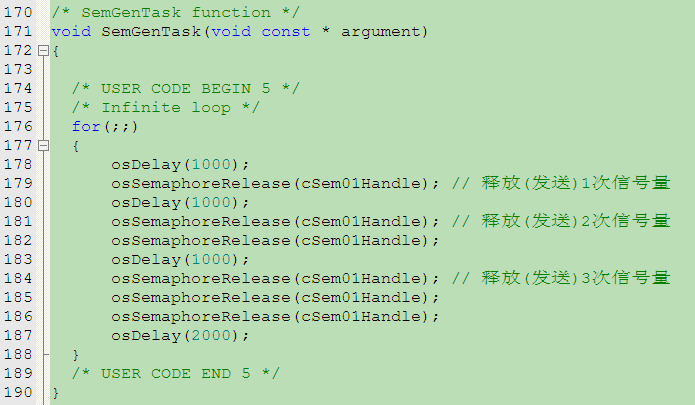 170 /* SemGenTask function */
171 void SemGenTask(void const * argument)
172 {
173
174 /* USER CODE BEGIN 5 */
175 /* Infinite loop */
176 for(;;)
177 {
178 osDelay(1000);
179 osSemaphoreRelease(cSem01Handle); // 释放(发送)1次信号量
180 osDelay(1000);
181 osSemaphoreRelease(cSem01Handle); // 释放(发送)2次信号量
182 osSemaphoreRelease(cSem01Handle);
183 osDelay(1000);
184 osSemaphoreRelease(cSem01Handle); // 释放(发送)3次信号量
185 osSemaphoreRelease(cSem01Handle);
186 osSemaphoreRelease(cSem01Handle);
187 osDelay(2000);
188 }
189 /* USER CODE END 5 */
190 }